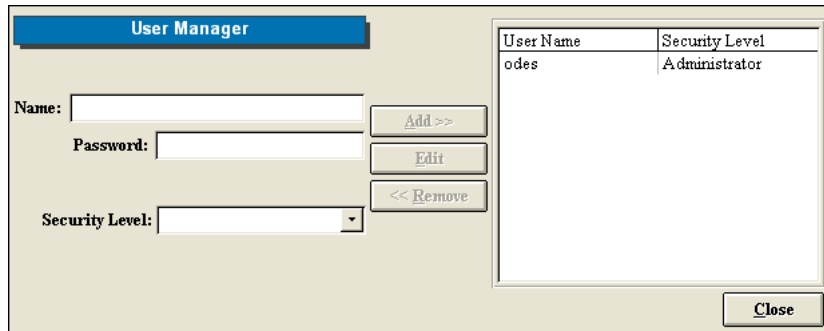 User Manager
Name:
Password:
Security Level:
Add >>
Edit
<< Remove
User Name Security Level
odes Administrator
Close